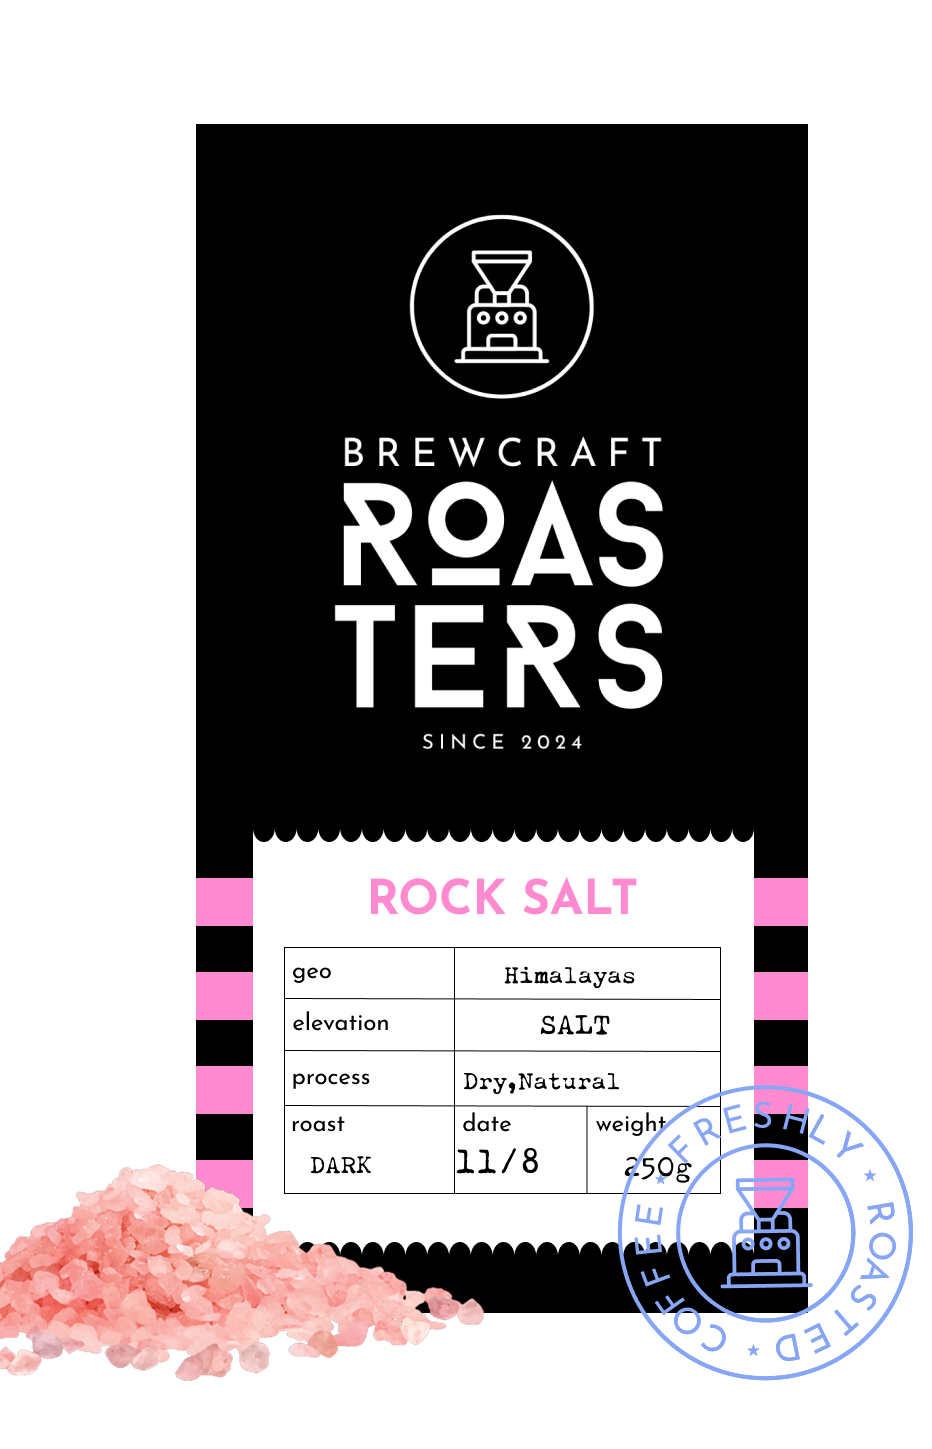 BREWCRAFT
ROAS
TERS
SINCE 2024
ROCK SALT
geo Himalayas
elevation SALT
process Dry,Natural
roast date weight
DARK 11/8 250g
FRESHLY ★ ROASTED ★ COFFEE ★